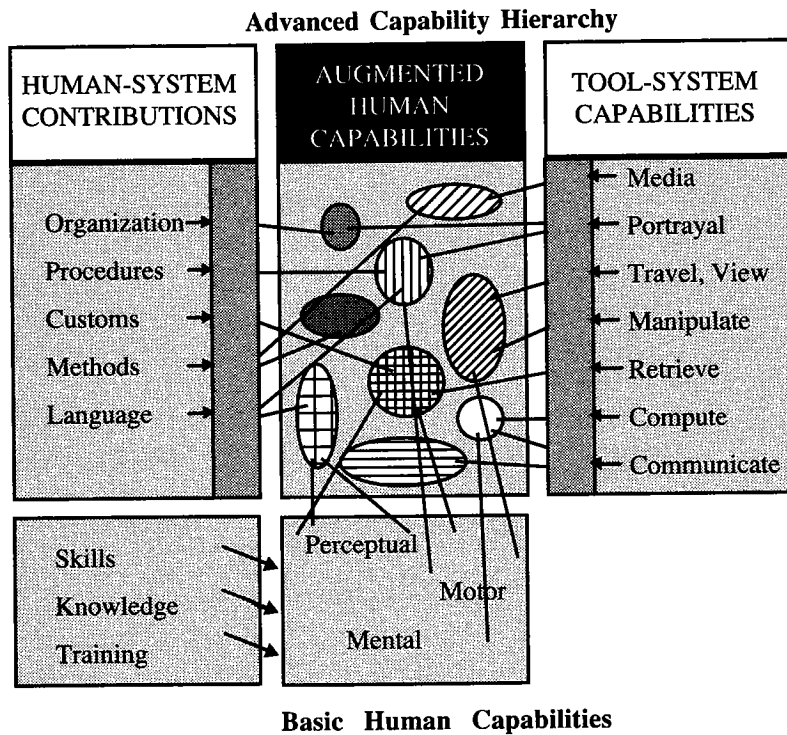 Advanced Capability Hierarchy
HUMAN-SYSTEM
CONTRIBUTIONS
AUGMENTED
HUMAN
CAPABILITIES
TOOL-SYSTEM
CAPABILITIES
Organization
Procedures
Customs
Methods
Language
Media
Portrayal
Travel, View
Manipulate
Retrieve
Compute
Communicate
Skills
Knowledge
Training
Perceptual
Motor
Mental
Basic Human Capabilities